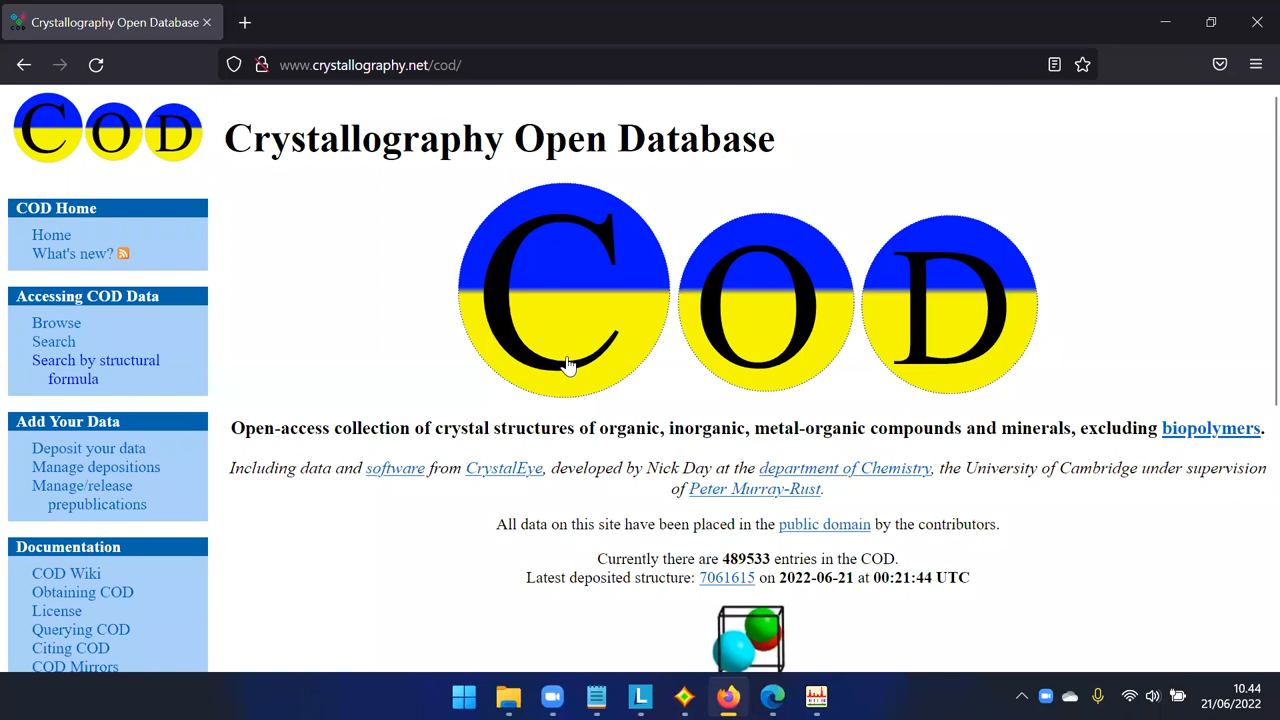 Crystallography Open Database
www.crystallography.net/cod/
COD
Crystallography Open Database
COD
COD Home
Home
What's new?
Accessing COD Data
Browse
Search
Search by structural
formula
Add Your Data
Deposit your data
Manage depositions
Manage/release
prepublications
Documentation
COD Wiki
Obtaining COD
License
Querying COD
Citing COD
COD Mirrors
Open-access collection of crystal structures of organic, inorganic, metal-organic compounds and minerals, excluding biopolymers.
Including data and software from CrystalEye, developed by Nick Day at the department of Chemistry, the University of Cambridge under supervision
of Peter Murray-Rust.
All data on this site have been placed in the public domain by the contributors.
Currently there are 489533 entries in the COD.
Latest deposited structure: 7061615 on 2022-06-21 at 00:21:44 UTC
L
10.44
21/06/2022